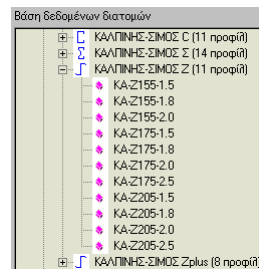 Βάση δεδομένων διατομών
ΚΑΛΠΙΝΗΣ-ΣΙΜΟΣ C (11 προφίλ)
ΚΑΛΠΙΝΗΣ-ΣΙΜΟΣ Σ (14 προφίλ)
ΚΑΛΠΙΝΗΣ-ΣΙΜΟΣ Ζ (11 προφίλ)
KA-Z155-1.5
KA-Z155-1.8
KA-Z155-2.0
KA-Z175-1.5
KA-Z175-1.8
KA-Z175-2.0
KA-Z175-2.5
KA-Z205-1.5
KA-Z205-1.8
KA-Z205-2.0
KA-Z205-2.5
ΚΑΛΠΙΝΗΣ-ΣΙΜΟΣ Zplus (8 προφίλ)